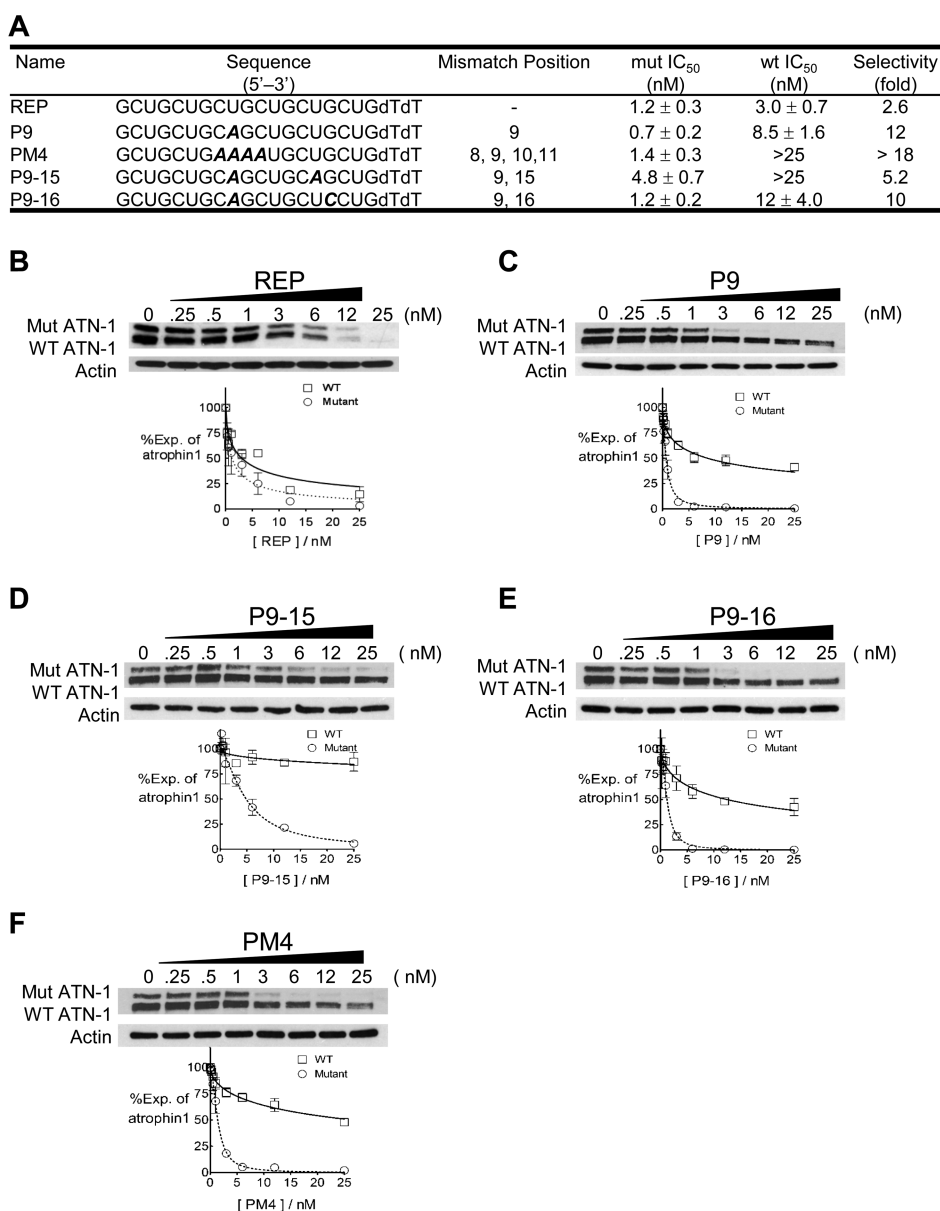 A
Name Sequence (5'–3') Mismatch Position mut IC50 (nM) wt IC50 (nM) Selectivity (fold)
REP GCUGCUGCUGCUGCUGCUGdTdT - 1.2 ± 0.3 3.0 ± 0.7 2.6
P9 GCUGCUGCAGCUGCUGCUGdTdT 9 0.7 ± 0.2 8.5 ± 1.6 12
PM4 GCUGCUGAAAAUGCUGCUGdTdT 8, 9, 10,11 1.4 ± 0.3 >25 > 18
P9-15 GCUGCUGCAGCUGCAGCUGdTdT 9, 15 4.8 ± 0.7 >25 5.2
P9-16 GCUGCUGCAGCUGCUCCUGdTdT 9, 16 1.2 ± 0.2 12 ± 4.0 10
B
REP
0 .25 .5 1 3 6 12 25 (nM)
Mut ATN-1
WT ATN-1
Actin
WT
Mutant
%Exp. of atrophin1
100
75
50
25
0
0 5 10 15 20 25
[ REP ] / nM
C
P9
0 .25 .5 1 3 6 12 25 (nM)
Mut ATN-1
WT ATN-1
Actin
WT
Mutant
%Exp. of atrophin1
100
75
50
25
0
0 5 10 15 20 25
[ P9 ] / nM
D
P9-15
0 .25 .5 1 3 6 12 25 ( nM)
Mut ATN-1
WT ATN-1
Actin
WT
Mutant
%Exp. of atrophin1
100
75
50
25
0
0 5 10 15 20 25
[ P9-15 ] / nM
E
P9-16
0 .25 .5 1 3 6 12 25 ( nM)
Mut ATN-1
WT ATN-1
Actin
WT
Mutant
%Exp. of atrophin1
100
75
50
25
0
0 5 10 15 20 25
[ P9-16 ] / nM
F
PM4
0 .25 .5 1 3 6 12 25 ( nM)
Mut ATN-1
WT ATN-1
Actin
WT
Mutant
%Exp. of atrophin1
100
75
50
25
0
0 5 10 15 20 25
[ PM4 ] / nM